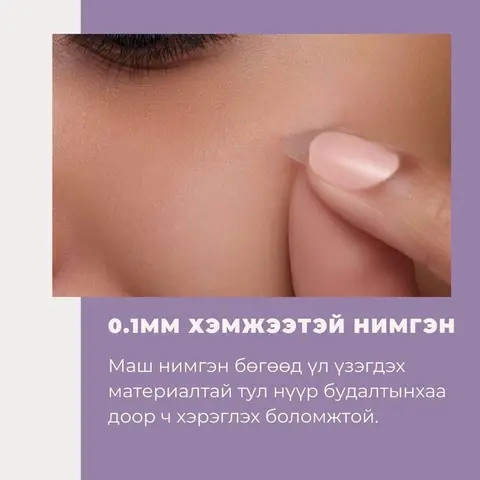 0.1ММ ХЭМЖЭЭТЭЙ НИМГЭН
Маш нимгэн бөгөөд үл үзэгдэх
материалтай тул нүүр будалтынхаа
доор ч хэрэглэх боломжтой.